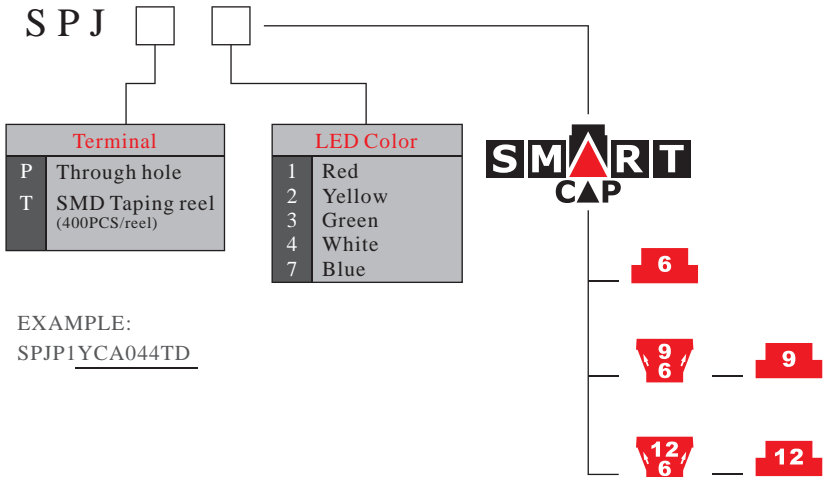 SPJ
Terminal
P Through hole
T SMD Taping reel
(400PCS/reel)
LED Color
1 Red
2 Yellow
3 Green
4 White
7 Blue
SMART
CAP
6
9
6
9
12
6
12
EXAMPLE:
SPJP1YCA044TD